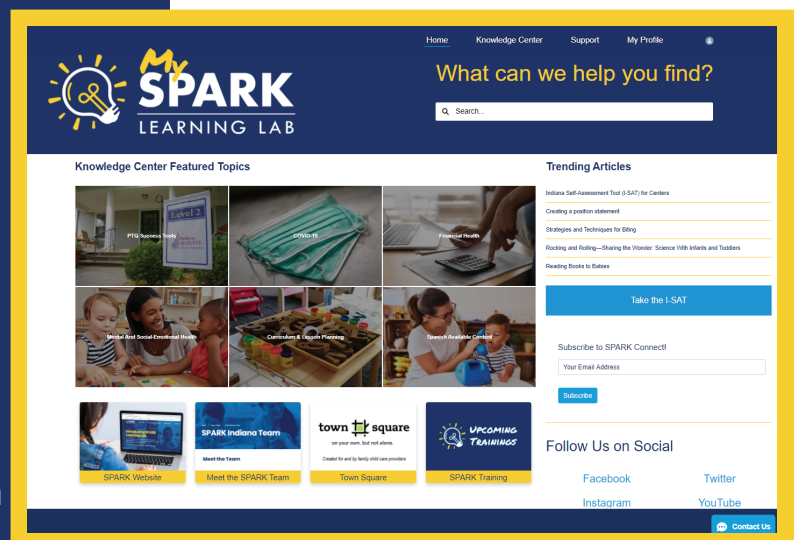 Home Knowledge Center Support My Profile
My
SPARK
LEARNING LAB
What can we help you find?
Search...
Knowledge Center Featured Topics
PTQ Success Tools
Level 2
COVID-19
Financial Health
Mental And Social-Emotional Health
Curriculum & Lesson Planning
Spanish Available Content
SPARK Website
SPARK Indiana Team
Meet the Team
Meet the SPARK Team
town square
on your own. but not alone.
Created for and by family child care providers
Town Square
UPCOMING
TRAININGS
SPARK Training
Trending Articles
Indiana Self-Assessment Tool (I-SAT) for Centers
Creating a position statement
Strategies and Techniques for Biting
Rocking and Rolling—Sharing the Wonder: Science With Infants and Toddlers
Reading Books to Babies
Take the I-SAT
Subscribe to SPARK Connect!
Your Email Address
Subscribe
Follow Us on Social
Facebook Twitter
Instagram YouTube
Contact Us